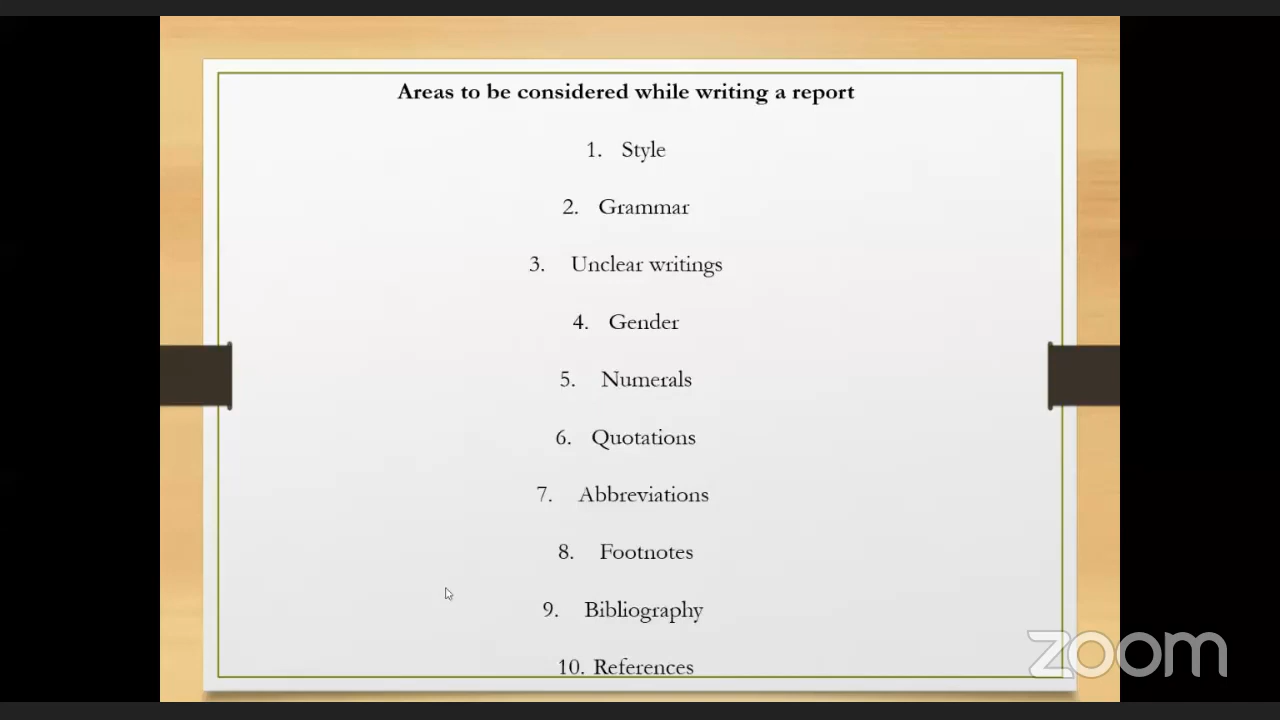 Areas to be considered while writing a report
1. Style
2. Grammar
3. Unclear writings
4. Gender
5. Numerals
6. Quotations
7. Abbreviations
8. Footnotes
9. Bibliography
10. References
zoom